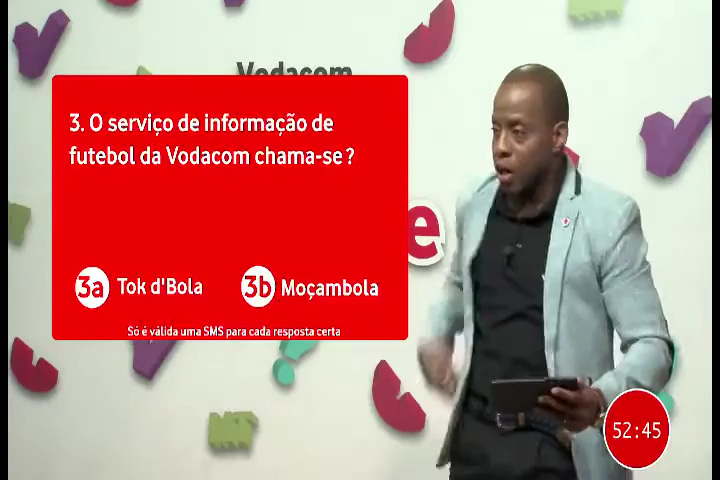 Vodacom
3. O serviço de informação de
futebol da Vodacom chama-se?
e
3a Tok d'Bola
3b Moçambola
Só é válida uma SMS para cada resposta certa
52:45